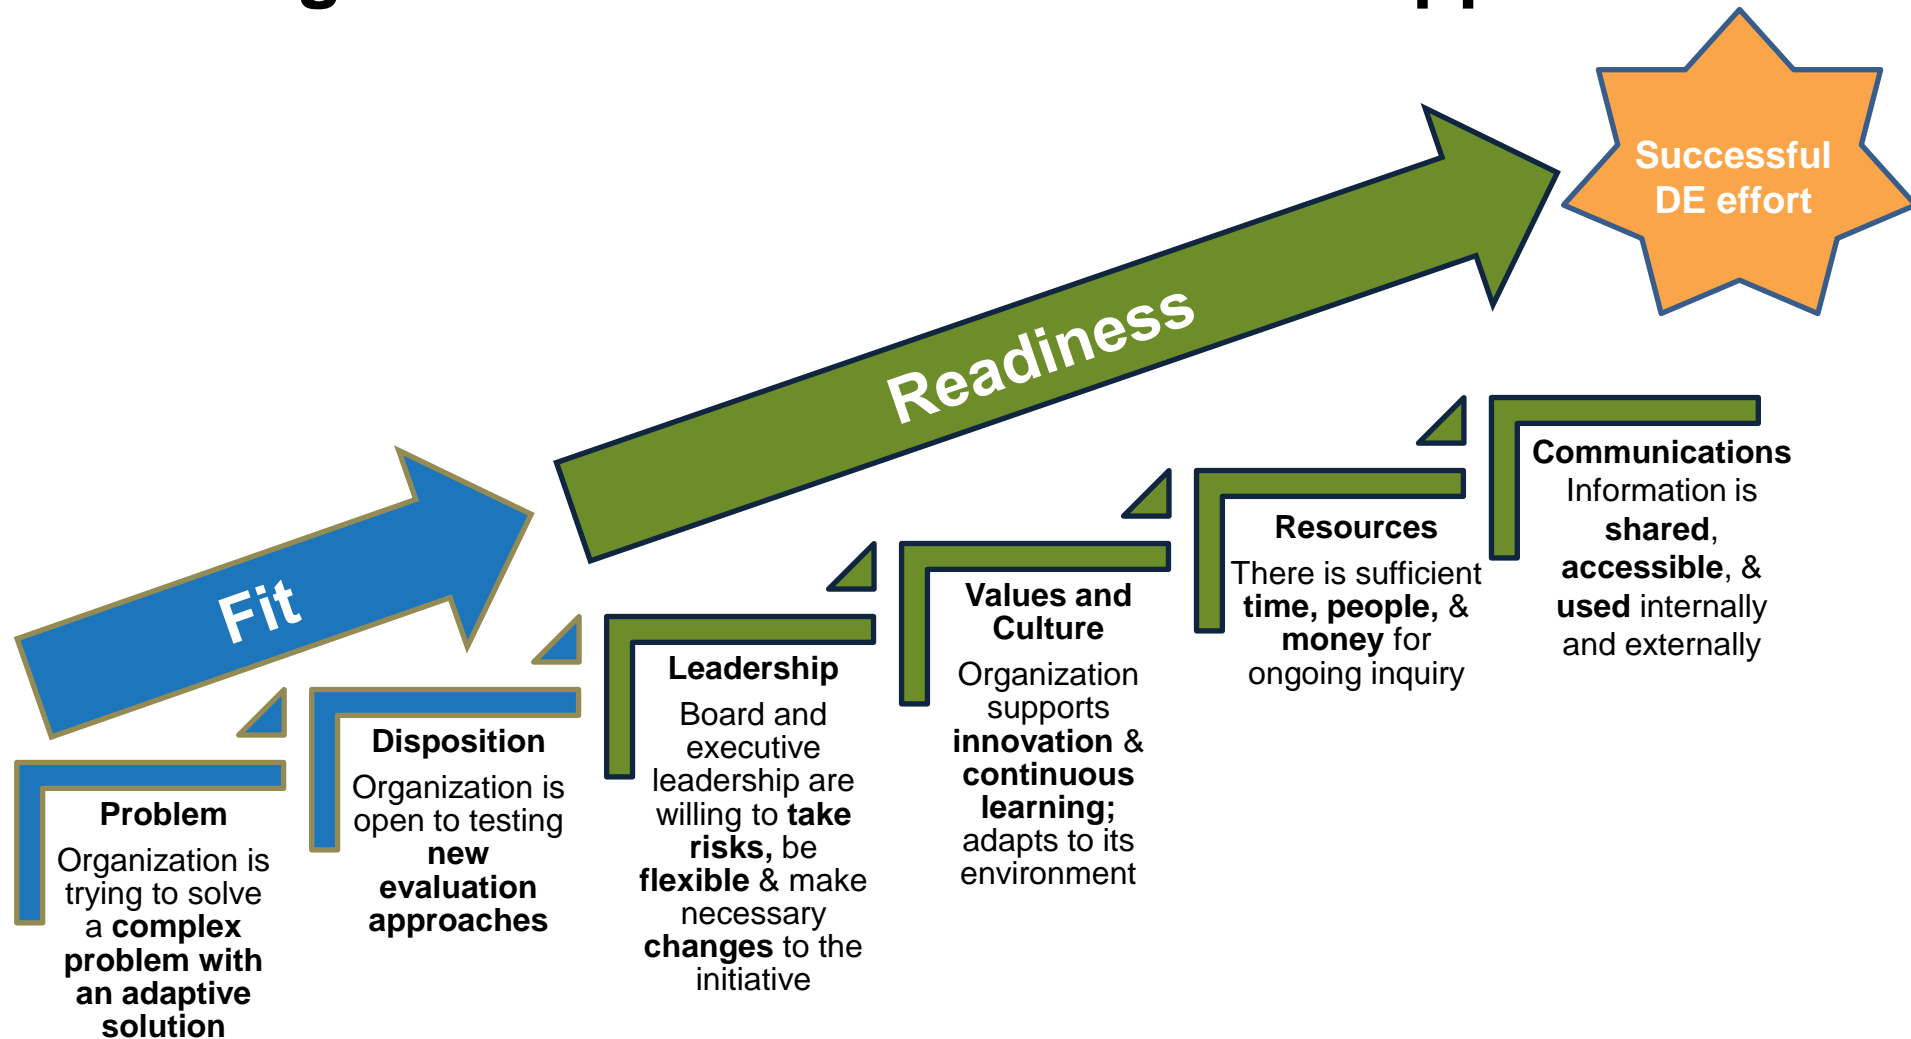 Successful
DE effort
Readiness
Fit
Problem
Organization is
trying to solve
a complex
problem with
an adaptive
solution
Disposition
Organization is
open to testing
new
evaluation
approaches
Leadership
Board and
executive
leadership are
willing to take
risks, be
flexible & make
necessary
changes to the
initiative
Values and
Culture
Organization
supports
innovation &
continuous
learning;
adapts to its
environment
Resources
There is sufficient
time, people, &
money for
ongoing inquiry
Communications
Information is
shared,
accessible, &
used internally
and externally